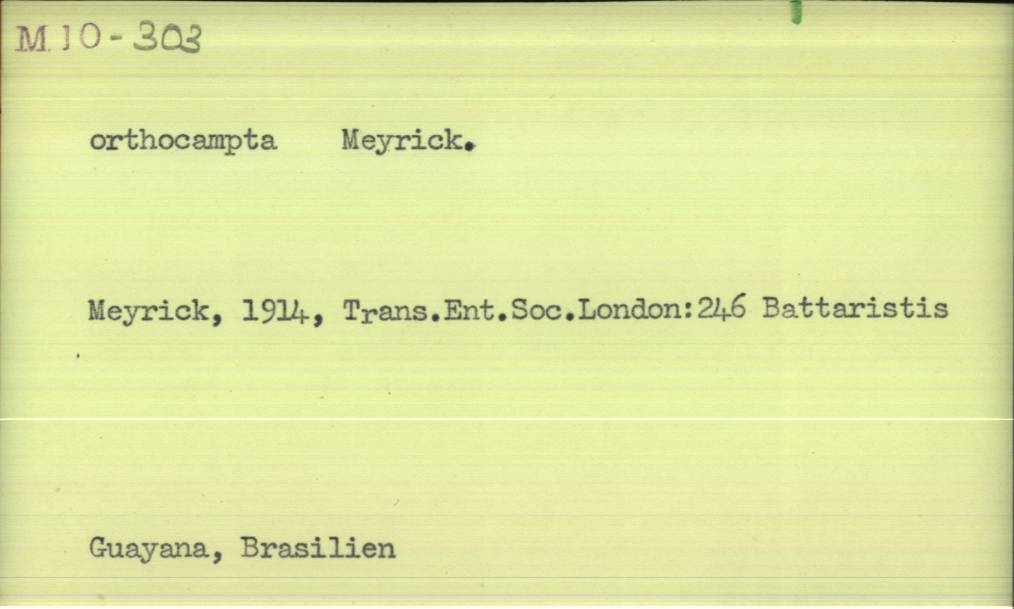 M 10-303
orthocampta Meyrick.
Meyrick, 1914, Trans.Ent.Soc.London:246 Battaristis
Guayana, Brasilien